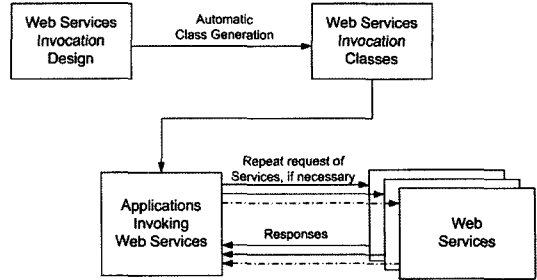 Web Services
Invocation
Design
Automatic
Class Generation
Web Services
Invocation
Classes
Repeat request of
Services, if necessary
Applications
Invoking
Web Services
Responses
Web
Services